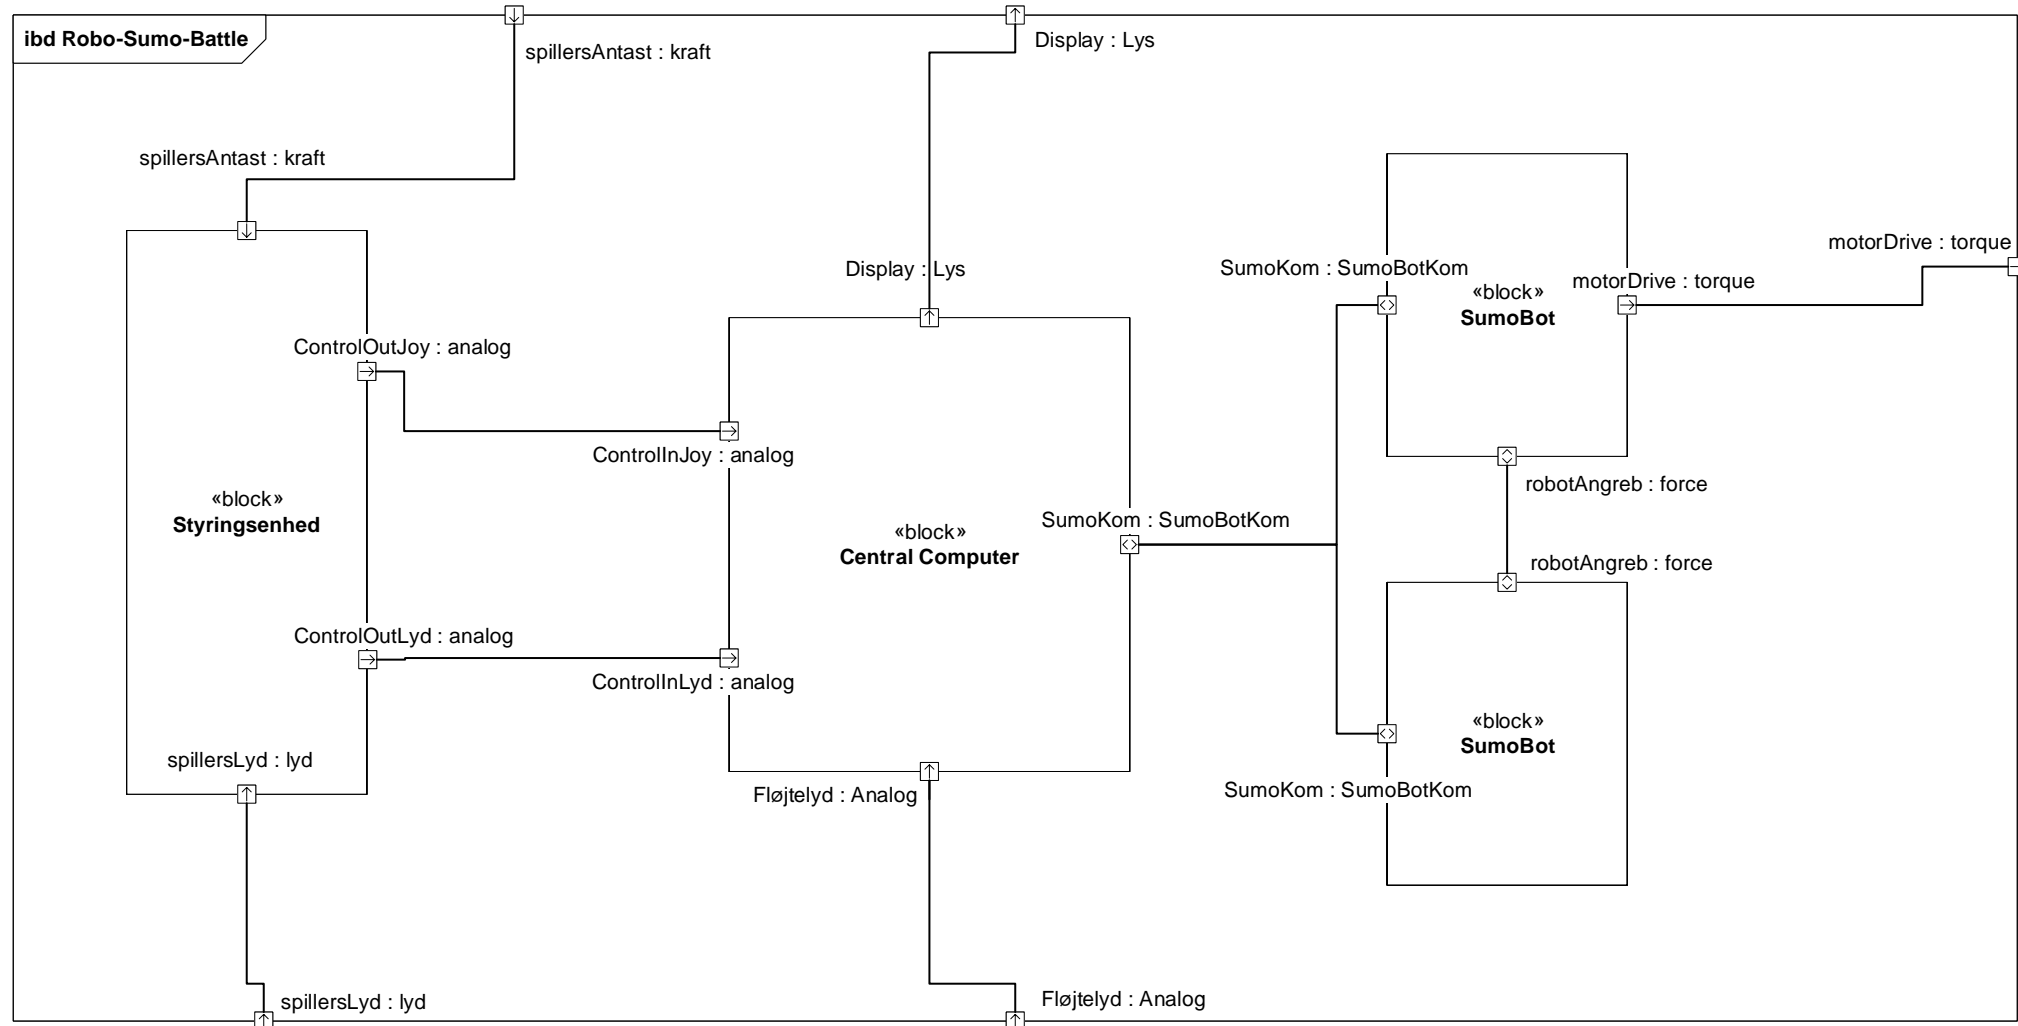 ibd Robo-Sumo-Battle
spillersAntast : kraft
Display : Lys
spillersAntast : kraft
motorDrive : torque
Display : Lys
SumoKom : SumoBotKom
motorDrive : torque
«block»
SumoBot
ControlOutJoy : analog
ControlInJoy : analog
robotAngreb : force
«block»
Styringsenhed
SumoKom : SumoBotKom
«block»
Central Computer
robotAngreb : force
ControlOutLyd : analog
ControlInLyd : analog
«block»
SumoBot
spillersLyd : lyd
Fløjtelyd : Analog
SumoKom : SumoBotKom
spillersLyd : lyd
Fløjtelyd : Analog